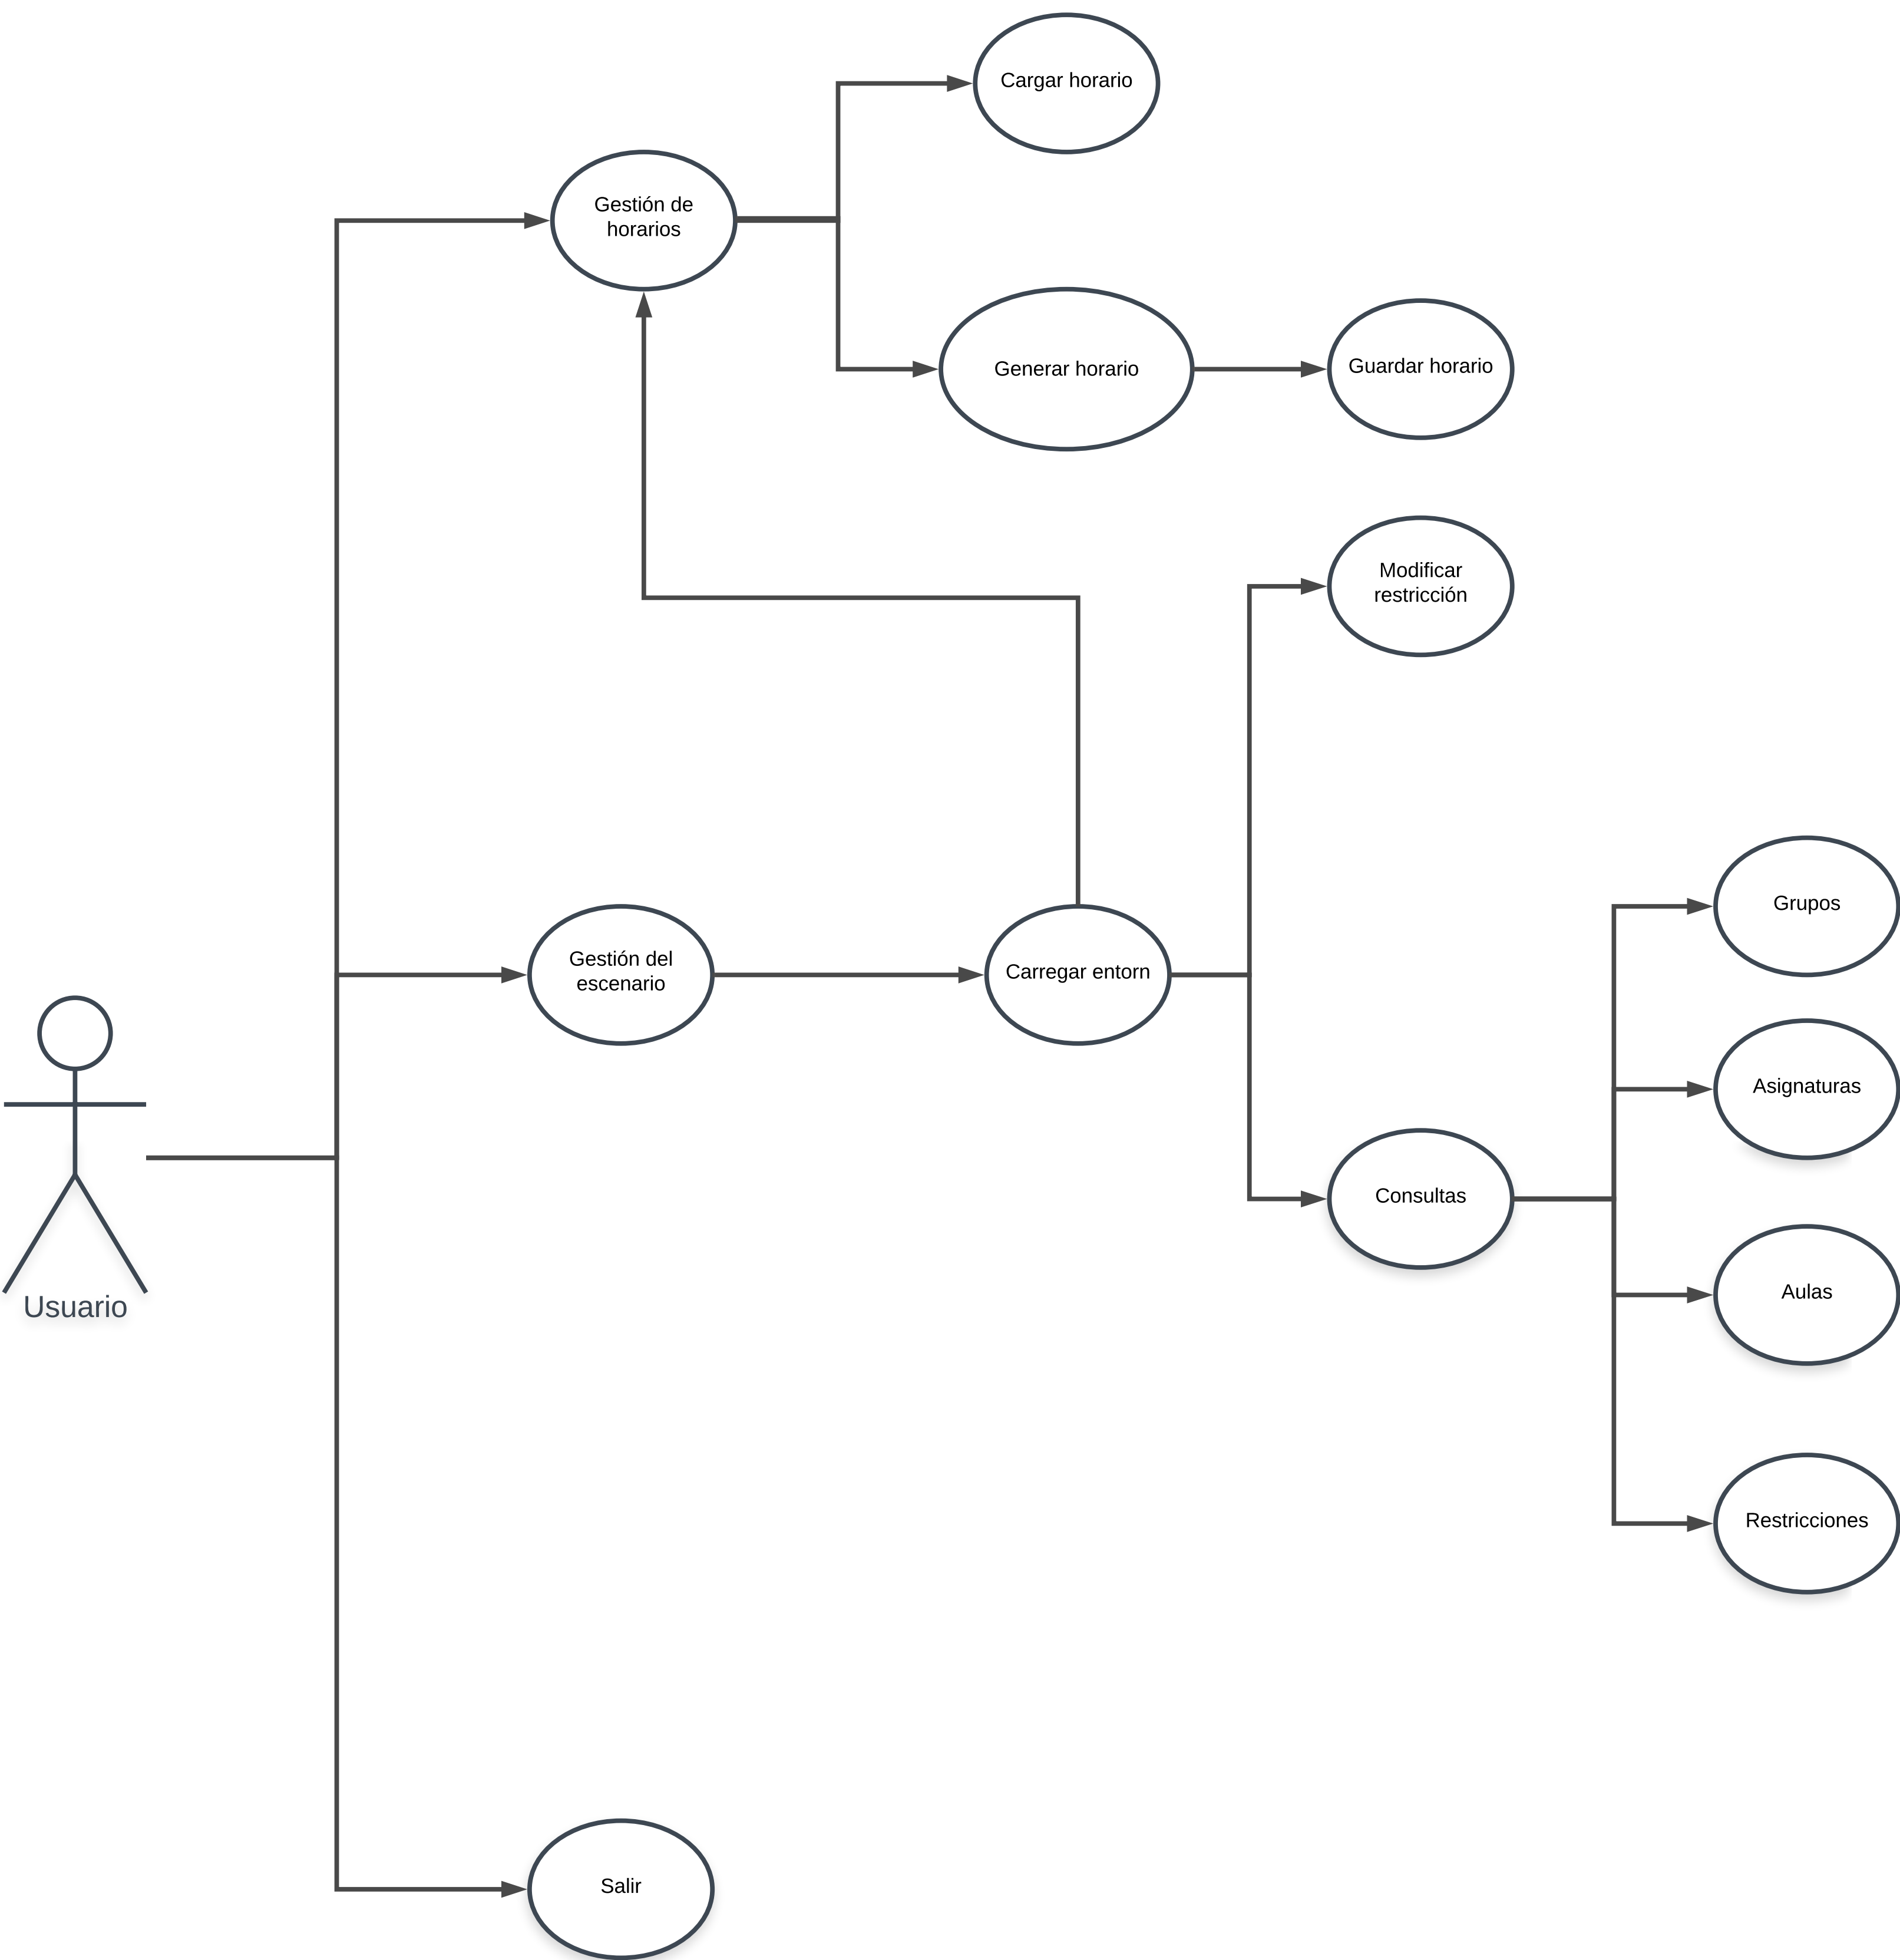 Cargar horario
Gestión de
horarios
Generar horario
Guardar horario
Modificar
restricción
Grupos
Gestión del
escenario
Carregar entorn
Asignaturas
Consultas
Aulas
Usuario
Restricciones
Salir